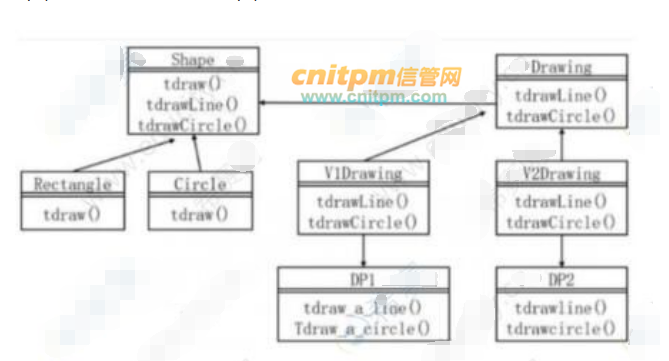 Shape
tdraw()
tdrawLine()
tdrawCircle()
cnitpm信管网
www.cnitpm.com
Drawing
tdrawLine()
tdrawCircle()
Rectangle
tdraw()
Circle
tdraw()
V1Drawing
tdrawLine()
tdrawCircle()
V2Drawing
tdrawLine()
tdrawCircle()
DP1
tdraw_a_line()
Tdraw_a_circle()
DP2
tdrawline()
tdrawcircle()